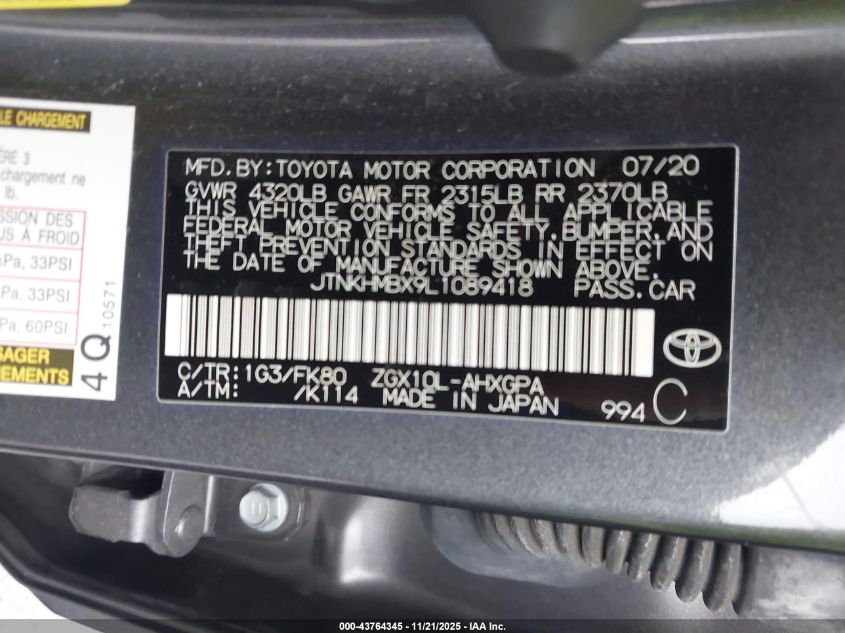 LE CHARGEMENT
ÈRE 3
chargement ne
lb.
SSION DES
US À FROID
Pa, 33PSI
Pa, 33PSI
Pa, 60PSI
SAGER
REMENTS
4Q 10571
MFD.BY:TOYOTA MOTOR CORPORATION 07/20
GVWR 4320LB GAWR FR 2315LB RR 2370LB
THIS VEHICLE CONFORMS TO ALL APPLICABLE
FEDERAL MOTOR VEHICLE SAFETY,BUMPER,AND
THEFT PREVENTION STANDARDS IN EFFECT ON
THE DATE OF MANUFACTURE SHOWN ABOVE.
JTNKHMBX9L1089418 PASS.CAR
C/TR:1G3/FK80 ZGX10L-AHXGPA
A/TM: /K114 MADE IN JAPAN 994 C
000-43764345 | 11/21/2025 - IAA Inc.